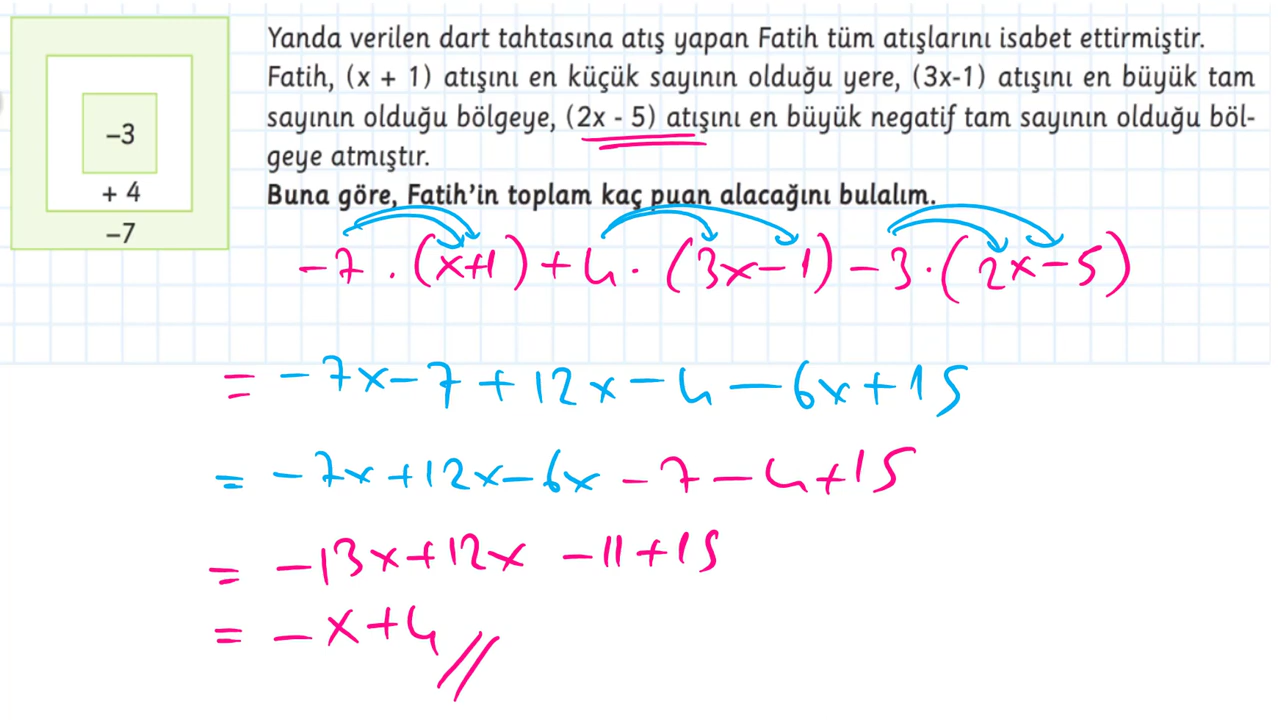 -3
+ 4
-7
Yanda verilen dart tahtasına atış yapan Fatih tüm atışlarını isabet ettirmiştir.
Fatih, (x + 1) atışını en küçük sayının olduğu yere, (3x-1) atışını en büyük tam
sayının olduğu bölgeye, (2x - 5) atışını en büyük negatif tam sayının olduğu böl-
geye atmıştır.
Buna göre, Fatih'in toplam kaç puan alacağını bulalım.
-7 . (x+1) + 4 . (3x-1) - 3 . (2x-5)
= -7x - 7 + 12x - 4 - 6x + 15
= -7x + 12x - 6x - 7 - 4 + 15
= -13x + 12x - 11 + 15
= -x + 4 //